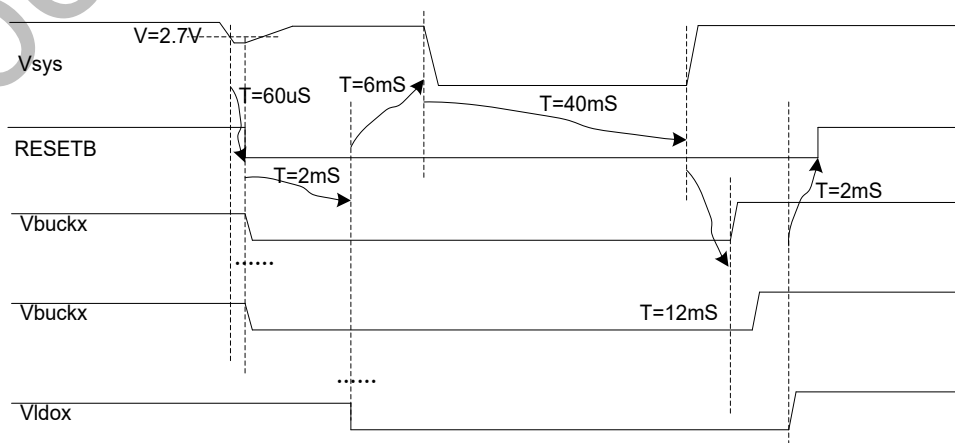 V=2.7V
Vsys
T=60uS
T=6mS
T=40mS
RESETB
T=2mS
T=2mS
Vbuckx
......
Vbuckx
T=12mS
......
Vldox